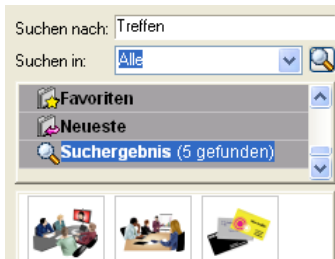 Suchen nach: Treffen
Suchen in: Alle
Favoriten
Neueste
Suchergebnis (5 gefunden)